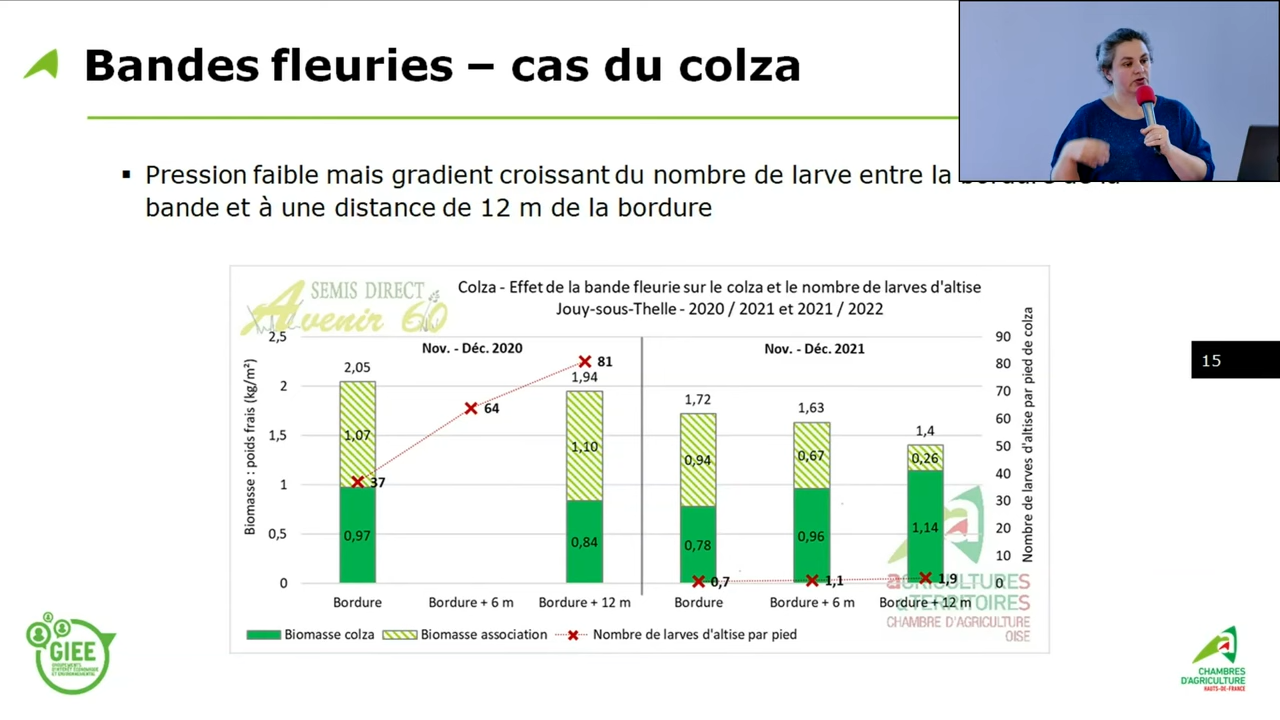 Bandes fleuries – cas du colza
▪ Pression faible mais gradient croissant du nombre de larve entre la
bande et à une distance de 12 m de la bordure
SEMIS DIRECT
Avenir 60
Colza - Effet de la bande fleurie sur le colza et le nombre de larves d'altise
Jouy-sous-Thelle - 2020 / 2021 et 2021 / 2022
Nov. - Déc. 2020
Nov. - Déc. 2021
Biomasse : poids frais (kg/m²)
2,5
2
1,5
1
0,5
0
2,05
1,07
37
0,97
64
81
1,94
1,10
0,84
1,72
0,94
0,78
0,7
1,63
0,67
0,96
1,1
1,4
0,26
1,14
1,9
90
80
70
60
50
40
30
20
10
0
Nombre de larves d'altise par pied de colza
Bordure
Bordure + 6 m
Bordure + 12 m
Bordure
Bordure + 6 m
Bordure + 12 m
Biomasse colza
Biomasse association
Nombre de larves d'altise par pied
AGRICULTURES
& TERRITOIRES
CHAMBRE D'AGRICULTURE
OISE
15
GIEE
CHAMBRES
D'AGRICULTURE
HAUTS-DE-FRANCE